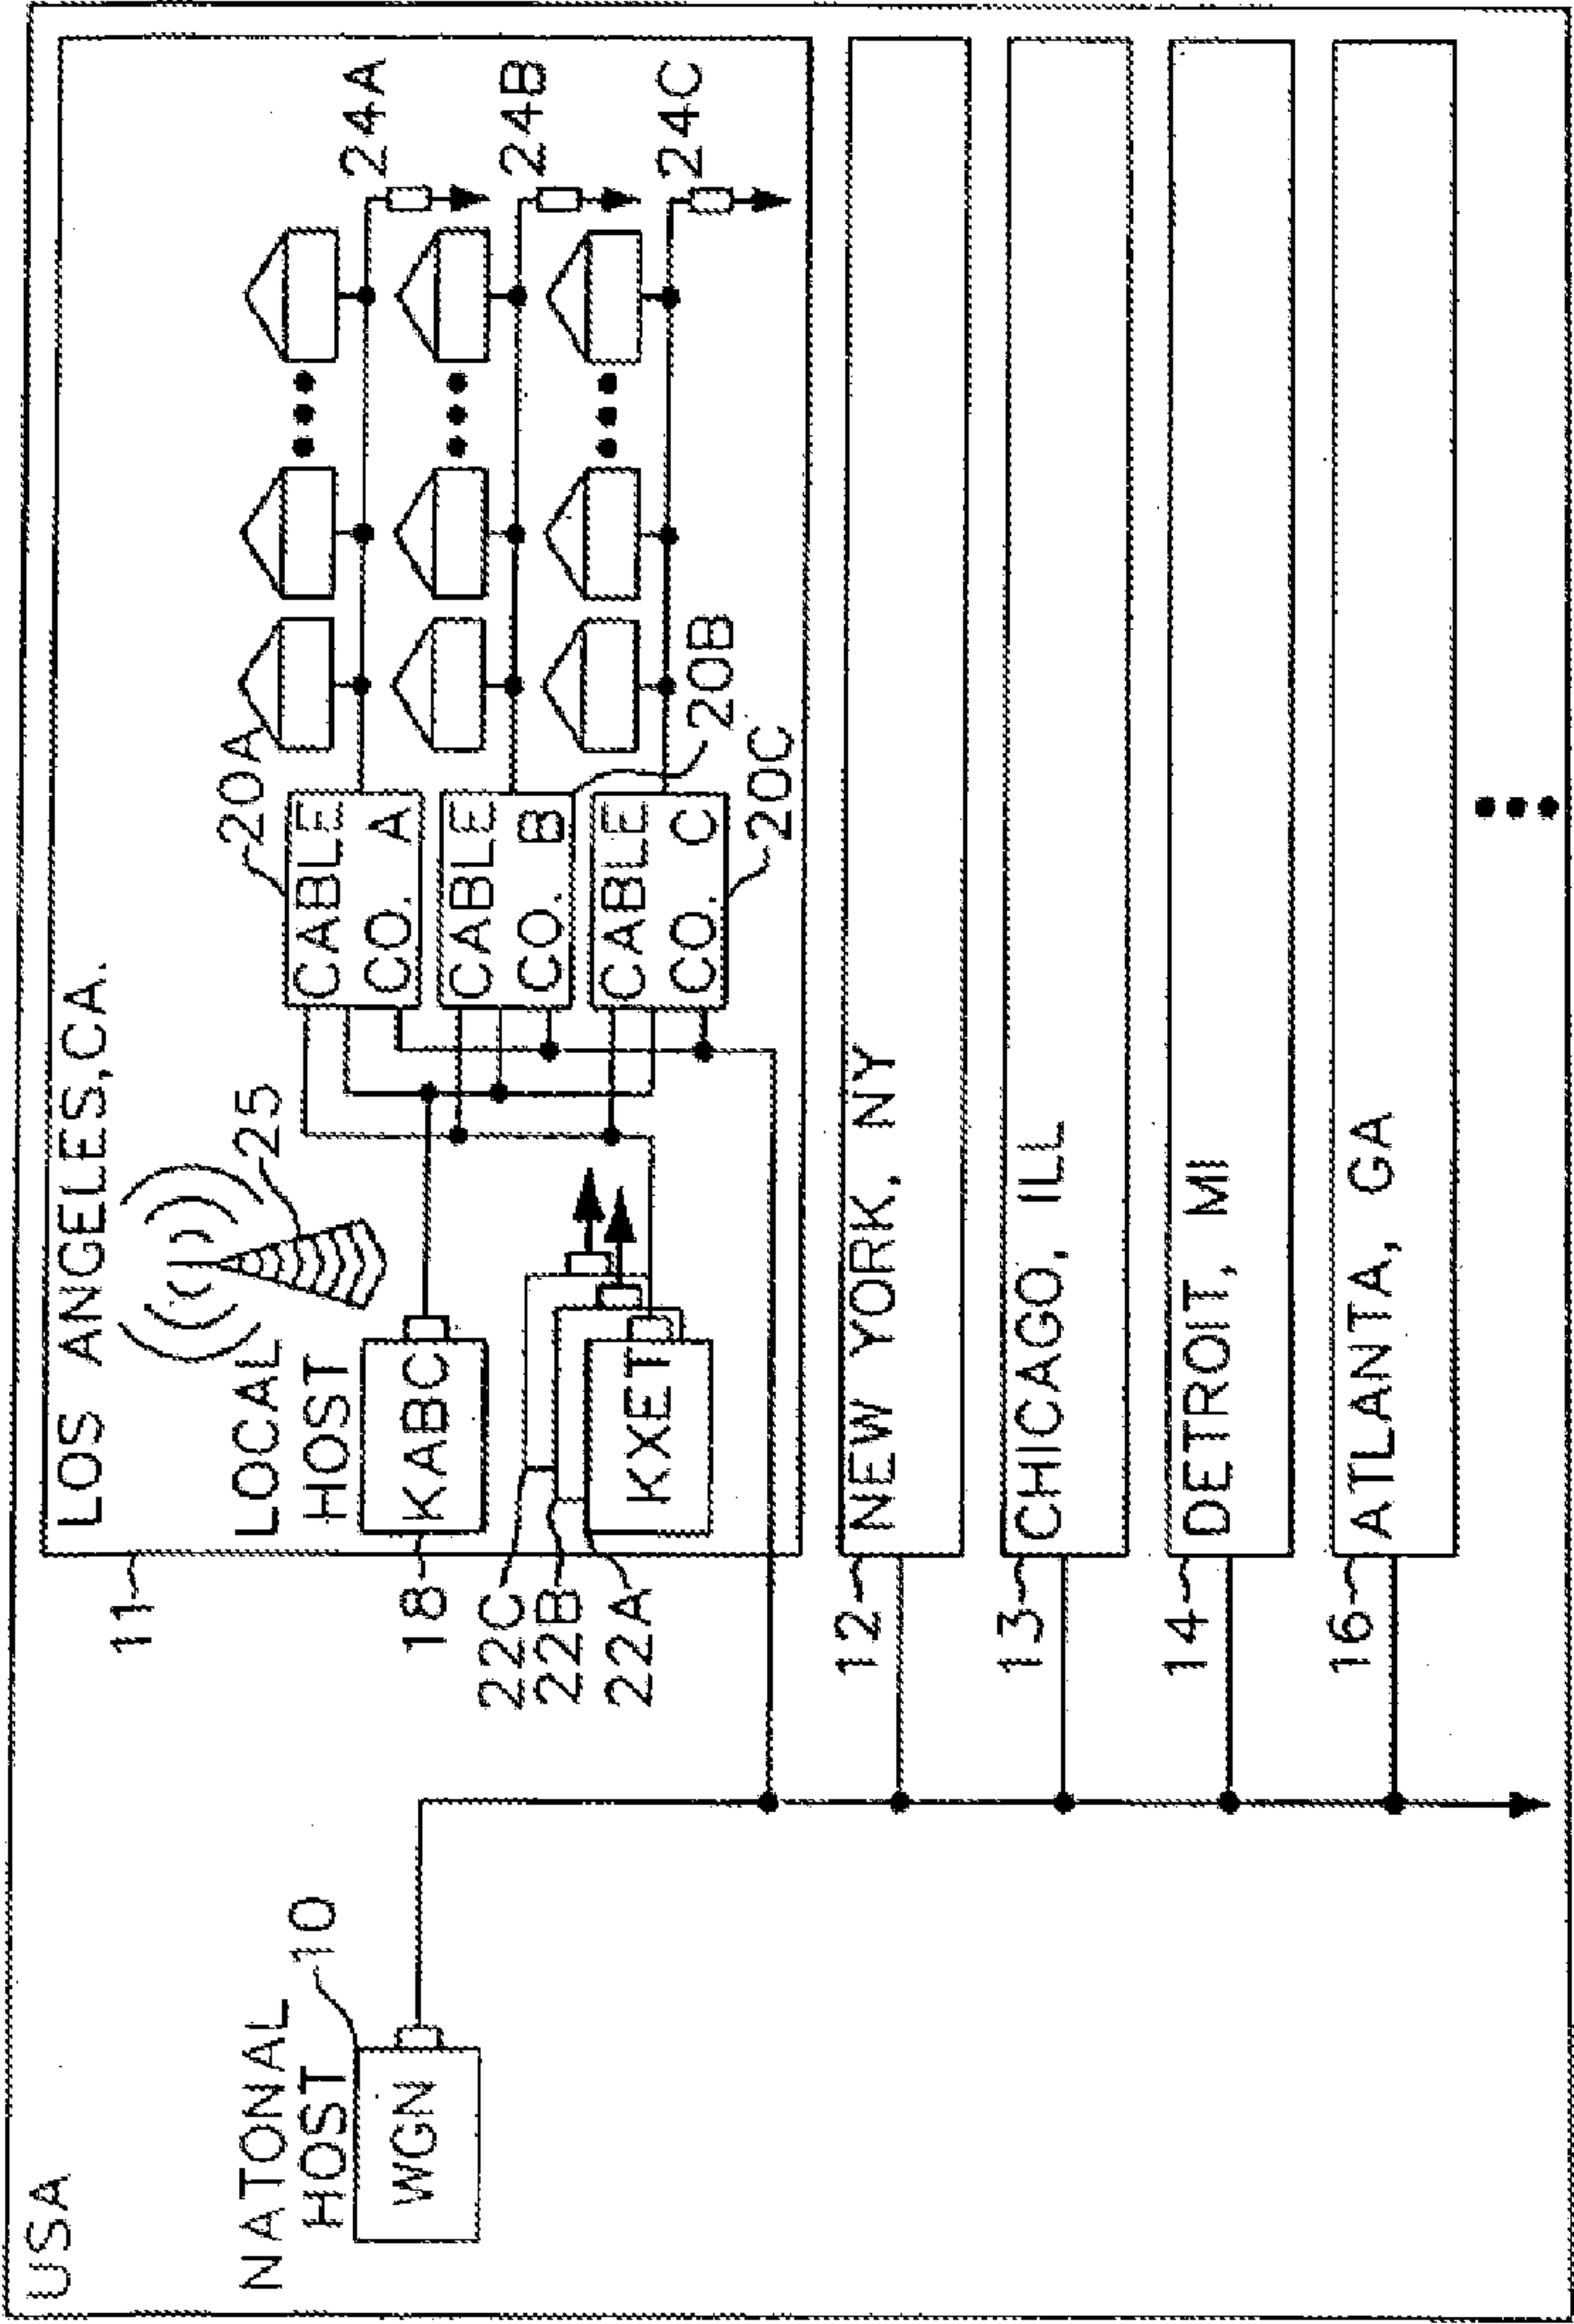 USA
NATONAL
HOST
10
WGN
11
LOS ANGELES,CA.
LOCAL
HOST
25
KABC
18
22C
22B
22A
KXET
20A
CABLE
CO. A
CABLE
CO. B
20B
CABLE
CO. C
20C
24A
24B
24C
12
NEW YORK, NY
13
CHICAGO, ILL
14
DETROIT, MI
16
ATLANTA, GA